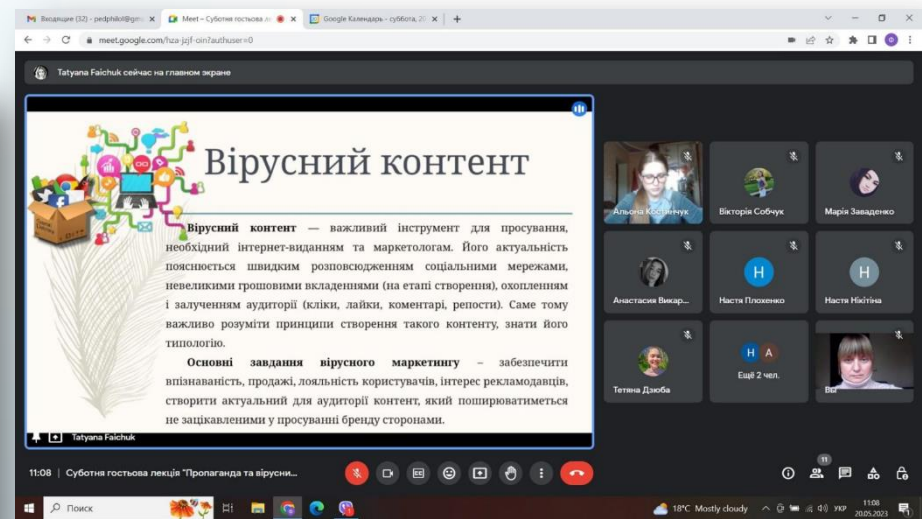 Входящие (32) - pedphilol@gm
Meet – Суботня гостьова ле
Google Календарь - суббота, 20
meet.google.com/hza-jzjf-oin?authuser=0
Tatyana Faichuk сейчас на главном экране
Вірусний контент
Вірусний контент — важливий інструмент для просування,
необхідний інтернет-виданням та маркетологам. Його актуальність
пояснюється швидким розповсюдженням соціальними мережами,
невеликими грошовими вкладеннями (на етапі створення), охопленням
і залученням аудиторії (кліки, лайки, коментарі, репости). Саме тому
важливо розуміти принципи створення такого контенту, знати його
типологію.
Основні завдання вірусного маркетингу – забезпечити
впізнаваність, продажі, лояльність користувачів, інтерес рекламодавців,
створити актуальний для аудиторії контент, який поширюватиметься
не зацікавленими у просуванні бренду сторонами.
Tatyana Faichuk
Альона Костинчук
Вікторія Собчук
Марія Заваденко
Анастасия Викар...
Н
Настя Плохенко
Н
Настя Нікітіна
Тетяна Дзюба
Н А
Ещё 2 чел.
Вы
11:08 | Суботня гостьова лекція "Пропаганда та вірусни...
11
Поиск
18°C Mostly cloudy
УКР
11:08
20.05.2023